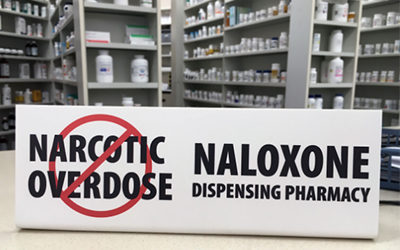 NARCOTIC
OVERDOSE
NALOXONE
DISPENSING PHARMACY